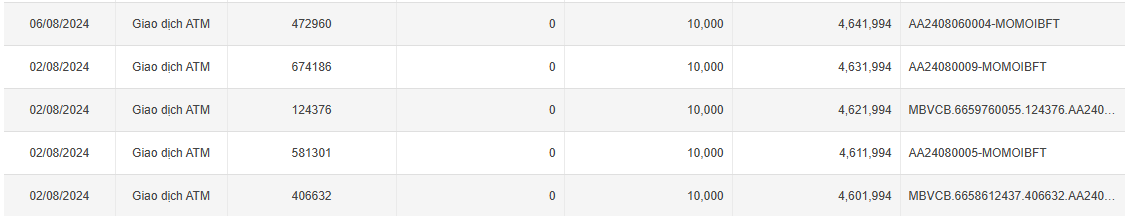 06/08/2024 Giao dịch ATM 472960 0 10,000 4,641,994 AA2408060004-MOMOIBFT
02/08/2024 Giao dịch ATM 674186 0 10,000 4,631,994 AA24080009-MOMOIBFT
02/08/2024 Giao dịch ATM 124376 0 10,000 4,621,994 MBVCB.6659760055.124376.AA240...
02/08/2024 Giao dịch ATM 581301 0 10,000 4,611,994 AA24080005-MOMOIBFT
02/08/2024 Giao dịch ATM 406632 0 10,000 4,601,994 MBVCB.6658612437.406632.AA240...